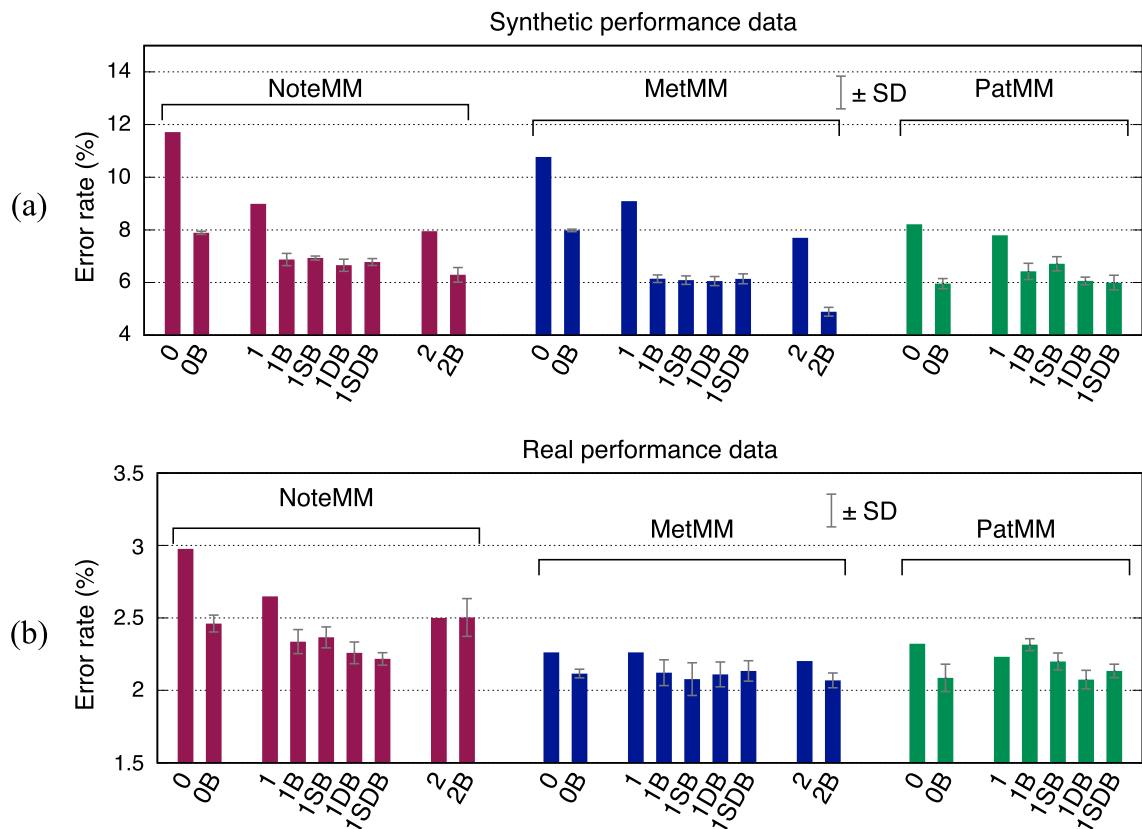 Synthetic performance data
14
12
10
8
6
4
Error rate (%)
(a)
NoteMM
MetMM
± SD
PatMM
0 0B 1 1B 1SB 1DB 1SDB 2 2B
0 0B 1 1B 1SB 1DB 1SDB 2 2B
0 0B 1 1B 1SB 1DB 1SDB
Real performance data
3.5
3
2.5
2
1.5
Error rate (%)
(b)
NoteMM
MetMM
± SD
PatMM
0 0B 1 1B 1SB 1DB 1SDB 2 2B
0 0B 1 1B 1SB 1DB 1SDB 2 2B
0 0B 1 1B 1SB 1DB 1SDB